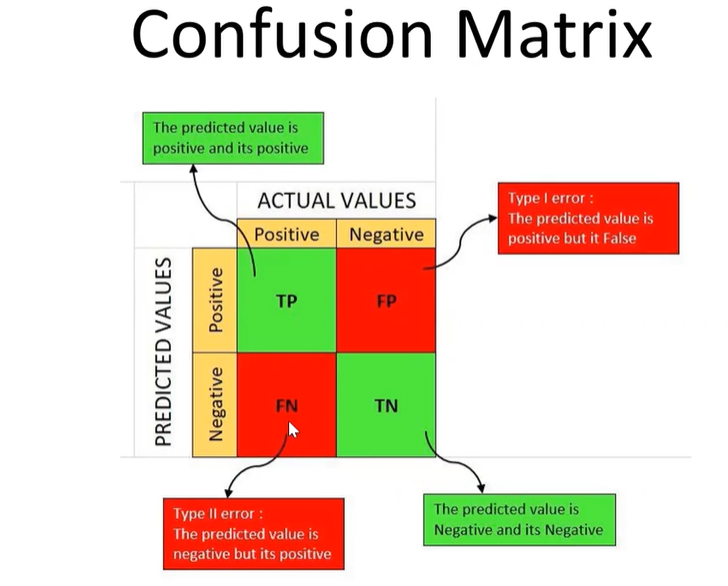 Confusion Matrix
The predicted value is
positive and its positive
ACTUAL VALUES
Type I error :
The predicted value is
positive but it False
Positive
Negative
PREDICTED VALUES
Positive
TP
FP
Negative
FN
TN
Type II error :
The predicted value is
negative but its positive
The predicted value is
Negative and its Negative